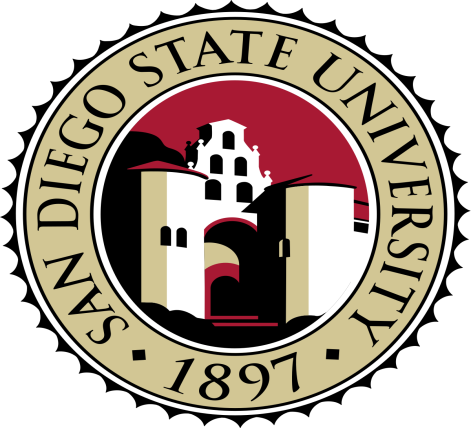 SAN DIEGO STATE UNIVERSITY
· 1897 ·